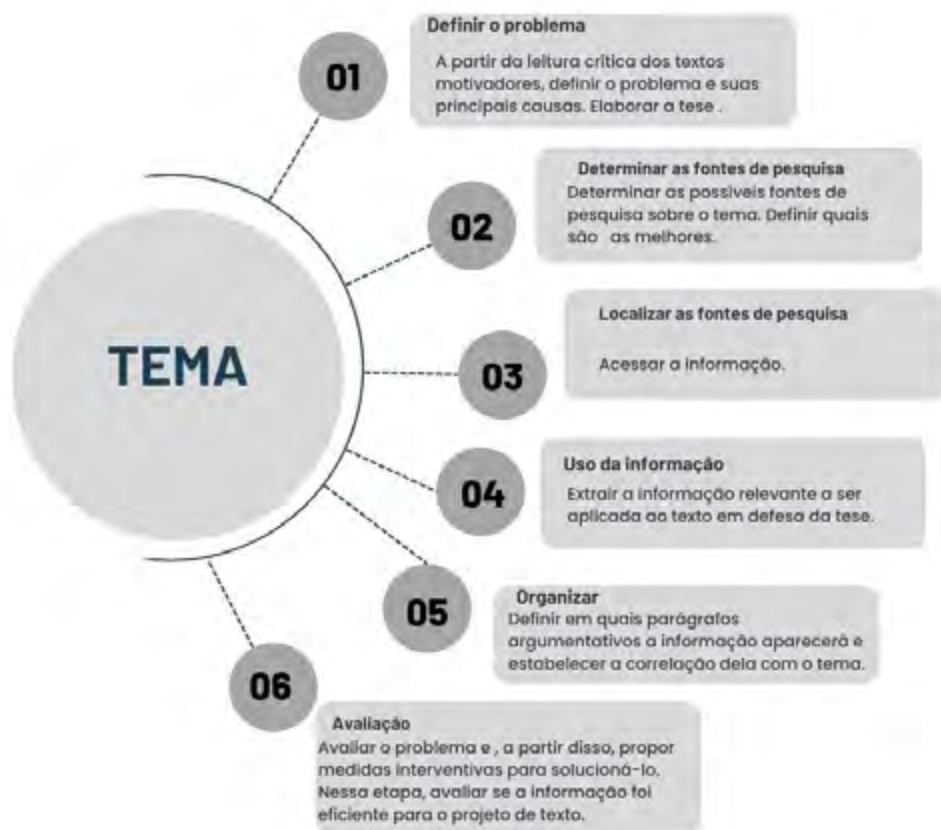 TEMA
01
Definir o problema
A partir da leitura crítica dos textos
motivadores, definir o problema e suas
principais causas. Elaborar a tese .
02
Determinar as fontes de pesquisa
Determinar as possíveis fontes de
pesquisa sobre o tema. Definir quais
são as melhores.
03
Localizar as fontes de pesquisa
Acessar a informação.
04
Uso da informação
Extrair a informação relevante a ser
aplicada ao texto em defesa da tese.
05
Organizar
Definir em quais parágrafos
argumentativos a informação aparecerá e
estabelecer a correlação dela com o tema.
06
Avaliação
Avaliar o problema e , a partir disso, propor
medidas interventivas para solucioná-lo.
Nessa etapa, avaliar se a informação foi
eficiente para o projeto de texto.